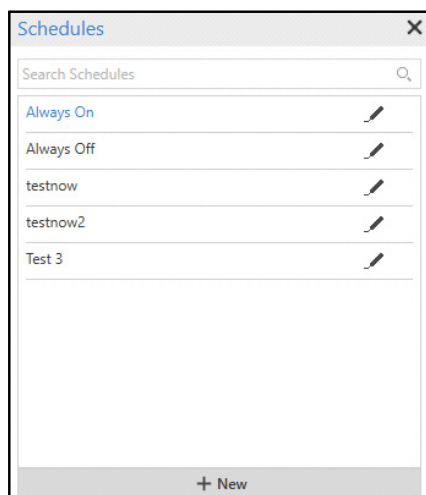 Schedules
Search Schedules
Always On
Always Off
testnow
testnow2
Test 3
+ New